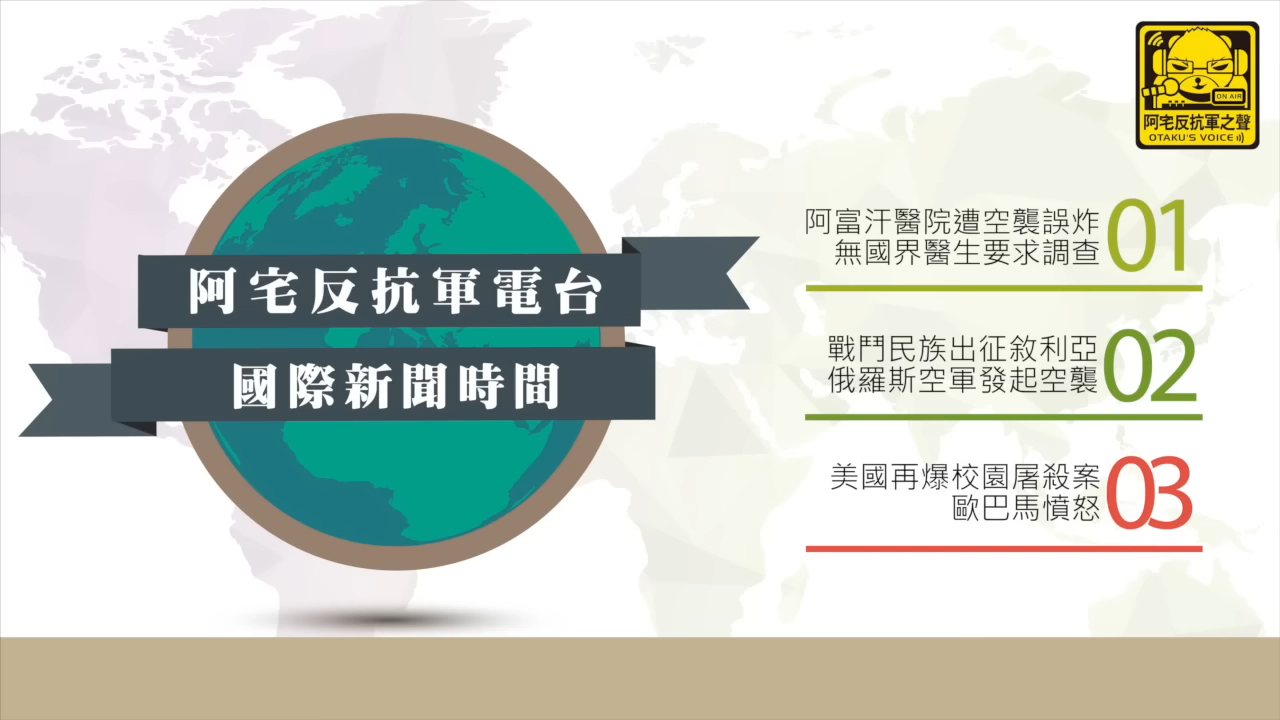 阿宅反抗軍電台
國際新聞時間
ON AIR
阿宅反抗軍之聲
OTAKU'S VOICE
阿富汗醫院遭空襲誤炸
無國界醫生要求調查
01
戰鬥民族出征敘利亞
俄羅斯空軍發起空襲
02
美國再爆校園屠殺案
歐巴馬憤怒
03